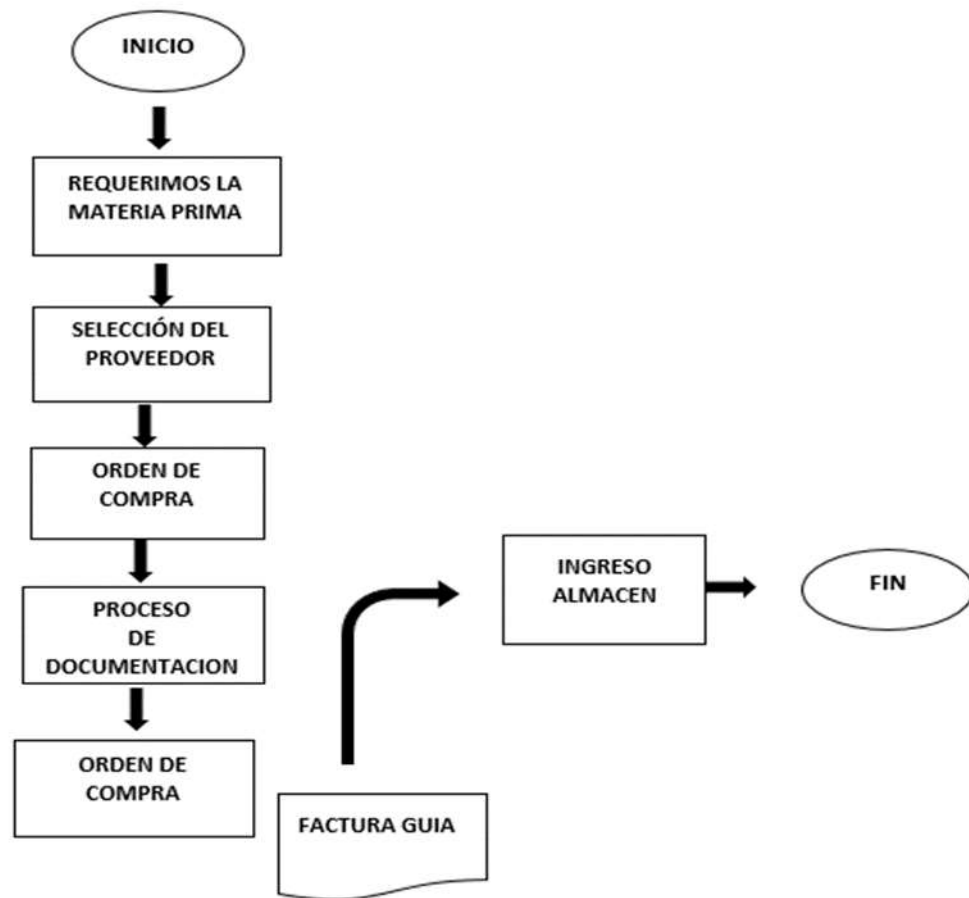 INICIO
REQUERIMOS LA
MATERIA PRIMA
SELECCIÓN DEL
PROVEEDOR
ORDEN DE
COMPRA
PROCESO
DE
DOCUMENTACION
ORDEN DE
COMPRA
FACTURA GUIA
INGRESO
ALMACEN
FIN